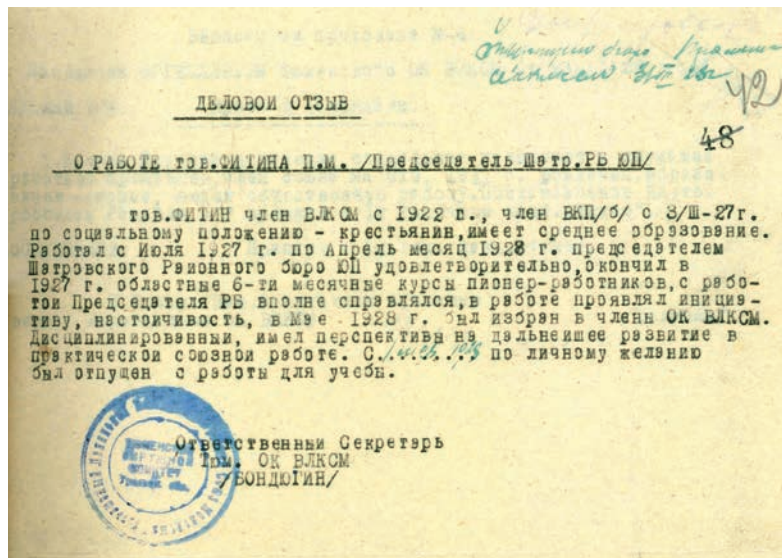 42
48
ДЕЛОВОЙ ОТЗЫВ
О РАБОТЕ тов.ФИТИНА П.М. /Председатель Шатр.РБ ЮП/
тов.ФИТИН член ВЛКСМ с 1922 г., член ВКП/б/ с 3/Ш-27г.
по социальному положению - крестьянин,имеет среднее образование.
Работал с Июля 1927 г. по Апрель месяц 1928 г. председателем
Шатровского Районного бюро ЮП удовлетворительно,окончил в
1927 г. областные 6-ти месячные курсы пионер-работников,с рабо-
той Председателя РБ вполне справлялся,в работе проявлял инициа-
тиву, настойчивость, в Мае 1928 г. был избран в члены ОК ВЛКСМ.
Дисциплинированный, имел перспективы на дальнейшее развитие в
практической союзной работе. С......... по личному желанию
был отпущен с работы для учебы.
Ответственный Секретарь
Тюм. ОК ВЛКСМ
/БОНДЮГИН/